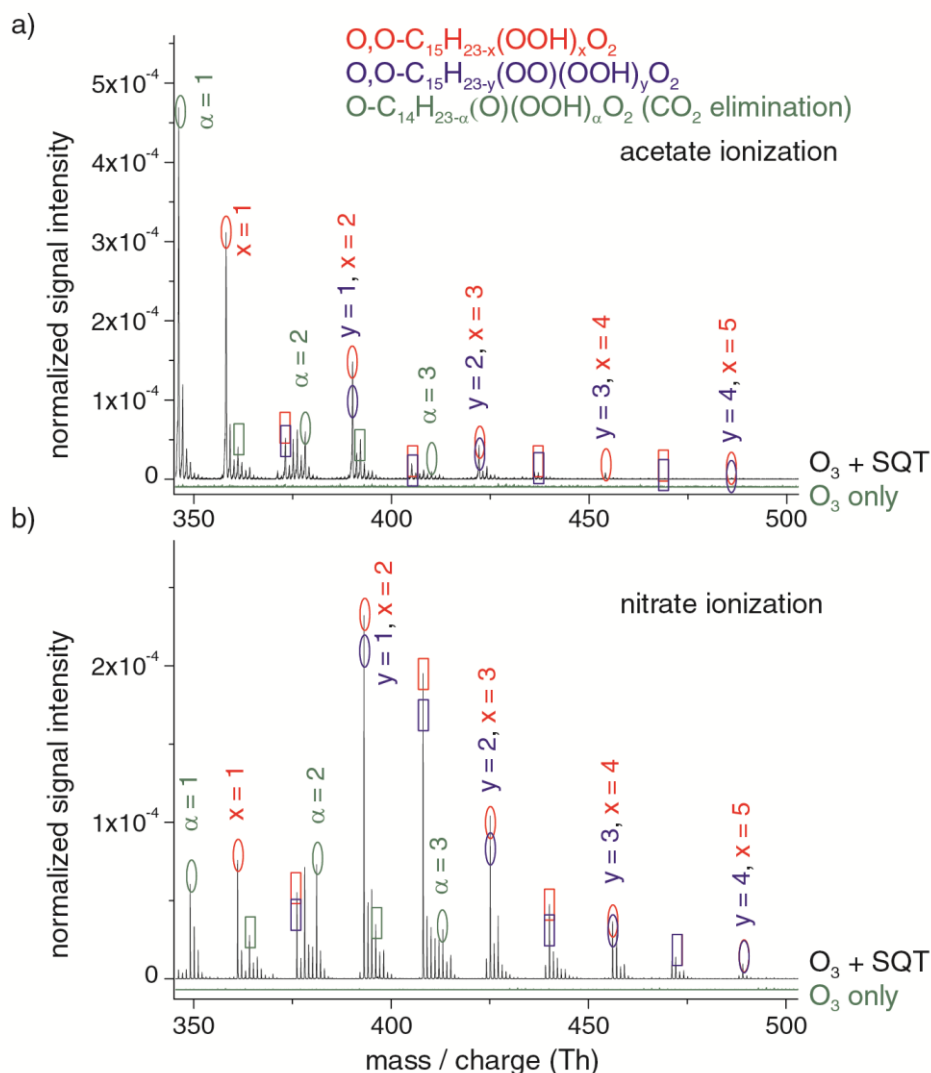 a)
O,O-C₁₅H₂₃₋ₓ(OOH)ₓO₂
O,O-C₁₅H₂₃₋ᵧ(OO)(OOH)ᵧO₂
O-C₁₄H₂₃₋α(O)(OOH)αO₂ (CO₂ elimination)
acetate ionization
normalized signal intensity
5x10⁻⁴
4x10⁻⁴
3x10⁻⁴
2x10⁻⁴
1x10⁻⁴
0
α = 1
x = 1
α = 2
y = 1, x = 2
α = 3
y = 2, x = 3
y = 3, x = 4
y = 4, x = 5
O₃ + SQT
O₃ only
350
400
450
500
b)
nitrate ionization
normalized signal intensity
2x10⁻⁴
1x10⁻⁴
0
α = 1
x = 1
α = 2
y = 1, x = 2
α = 3
y = 2, x = 3
y = 3, x = 4
y = 4, x = 5
O₃ + SQT
O₃ only
350
400
450
500
mass / charge (Th)